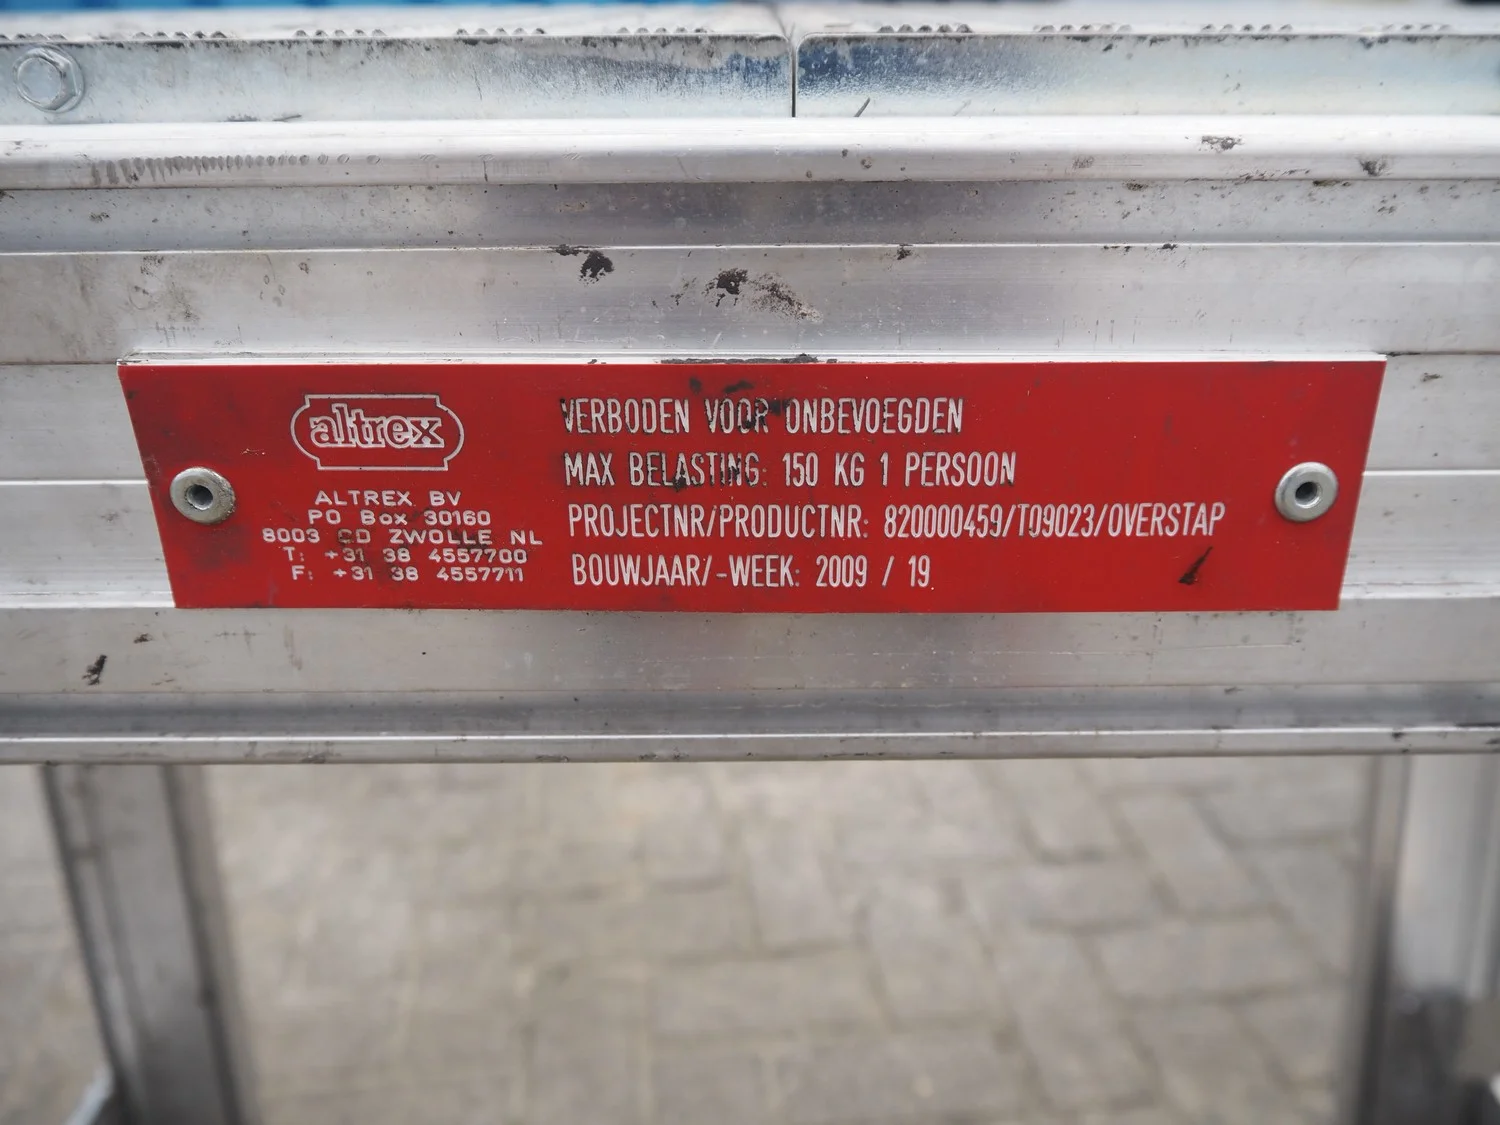 altrex
ALTREX BV
PO Box 30160
8003 CD ZWOLLE NL
T: +31 38 4557700
F: +31 38 4557711
VERBODEN VOOR ONBEVOEGDEN
MAX BELASTING: 150 KG 1 PERSOON
PROJECTNR/PRODUCTNR: 820000459/T09023/OVERSTAP
BOUWJAAR/-WEEK: 2009 / 19